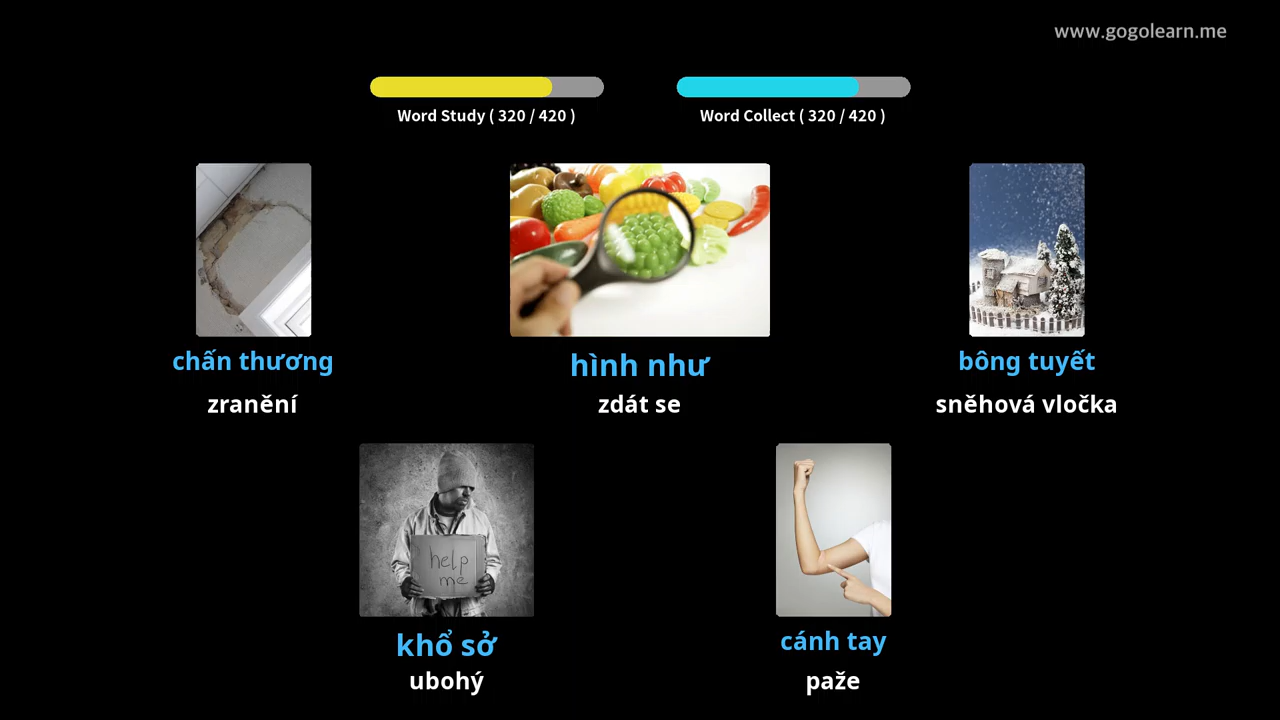 www.gogolearn.me
Word Study ( 320 / 420 )
Word Collect ( 320 / 420 )
chấn thương
zranění
hình như
zdát se
bông tuyết
sněhová vločka
help
me
khổ sở
ubohý
cánh tay
paže